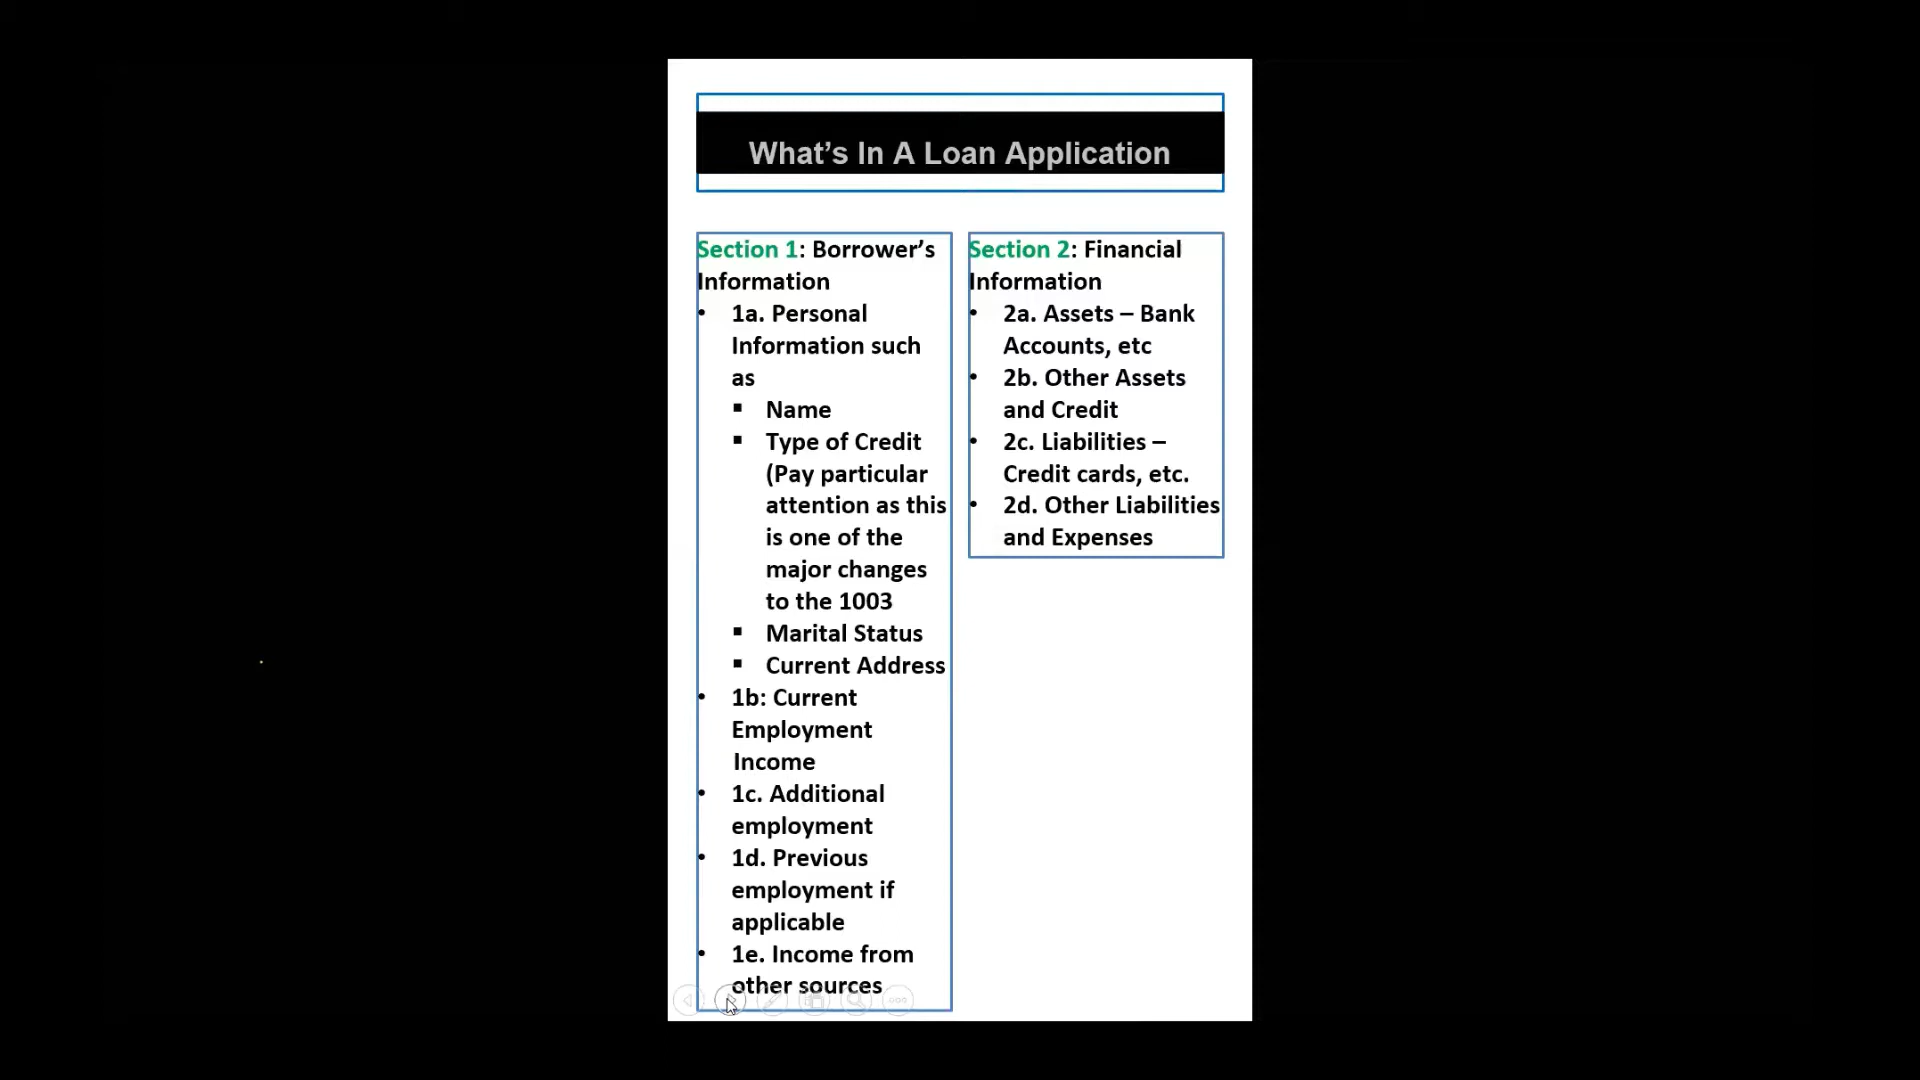 What’s In A Loan Application
Section 1: Borrower’s
Information
• 1a. Personal
Information such
as
▪ Name
▪ Type of Credit
(Pay particular
attention as this
is one of the
major changes
to the 1003
▪ Marital Status
▪ Current Address
• 1b: Current
Employment
Income
• 1c. Additional
employment
• 1d. Previous
employment if
applicable
• 1e. Income from
other sources
Section 2: Financial
Information
• 2a. Assets – Bank
Accounts, etc
• 2b. Other Assets
and Credit
• 2c. Liabilities –
Credit cards, etc.
• 2d. Other Liabilities
and Expenses